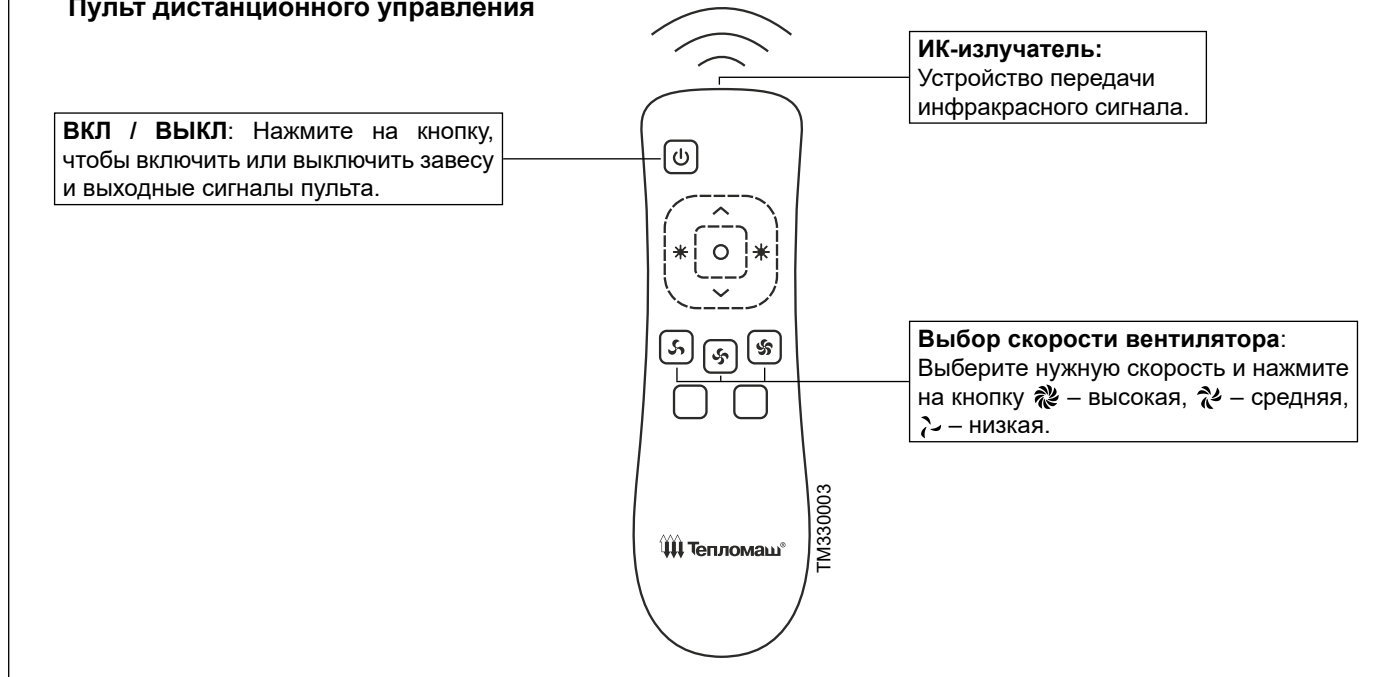 Пульт дистанционного управления
ИК-излучатель:
Устройство передачи
инфракрасного сигнала.
ВКЛ / ВЫКЛ: Нажмите на кнопку,
чтобы включить или выключить завесу
и выходные сигналы пульта.
Выбор скорости вентилятора:
Выберите нужную скорость и нажмите
на кнопку – высокая, – средняя,
– низкая.
Тепломаш®
TM330003